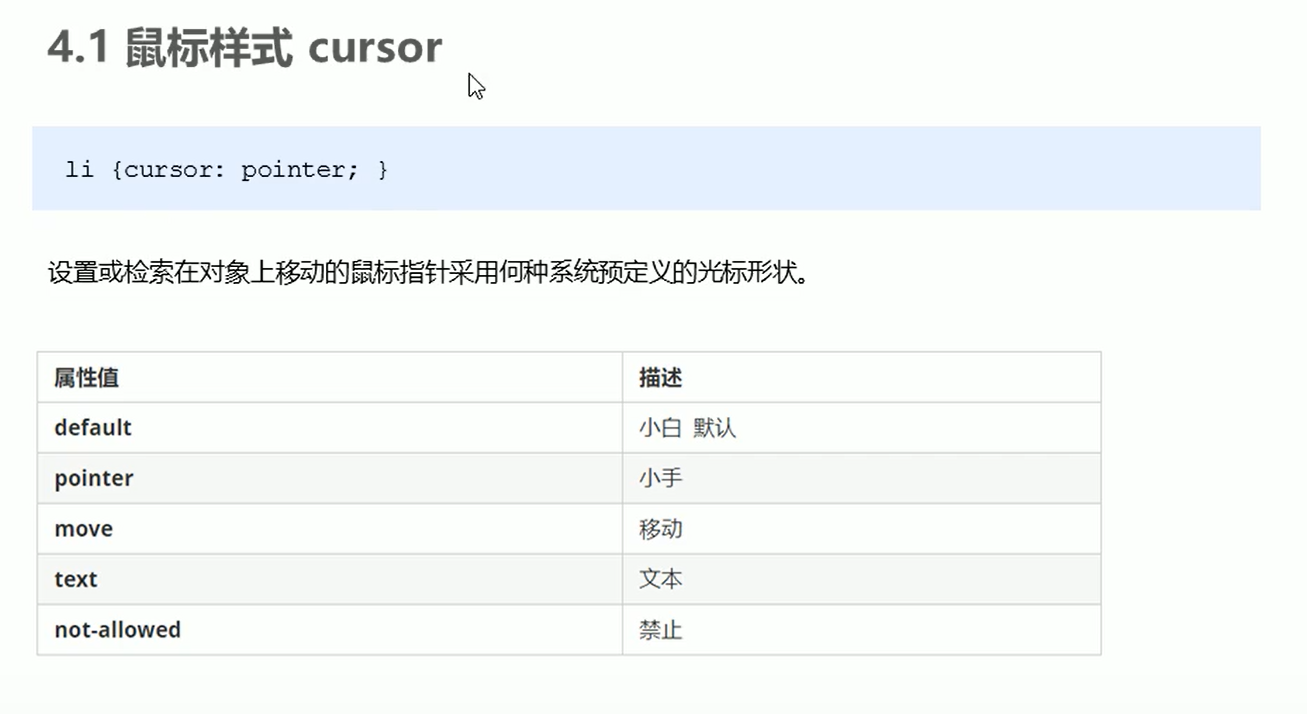 4.1 鼠标样式 cursor
li {cursor: pointer; }
设置或检索在对象上移动的鼠标指针采用何种系统预定义的光标形状。
属性值 描述
default 小白 默认
pointer 小手
move 移动
text 文本
not-allowed 禁止